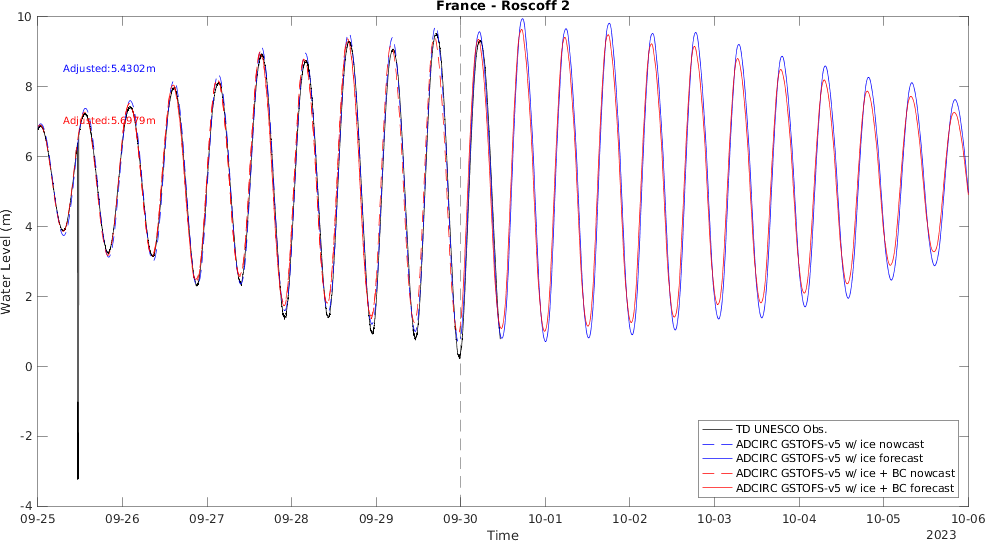 France - Roscoff 2
10
8
6
4
2
0
-2
-4
Water Level (m)
Adjusted:5.4302m
Adjusted:5.6979m
TD UNESCO Obs.
ADCIRC GSTOFS-v5 w/ ice nowcast
ADCIRC GSTOFS-v5 w/ ice forecast
ADCIRC GSTOFS-v5 w/ ice + BC nowcast
ADCIRC GSTOFS-v5 w/ ice + BC forecast
09-25 09-26 09-27 09-28 09-29 09-30 10-01 10-02 10-03 10-04 10-05 10-06
Time
2023